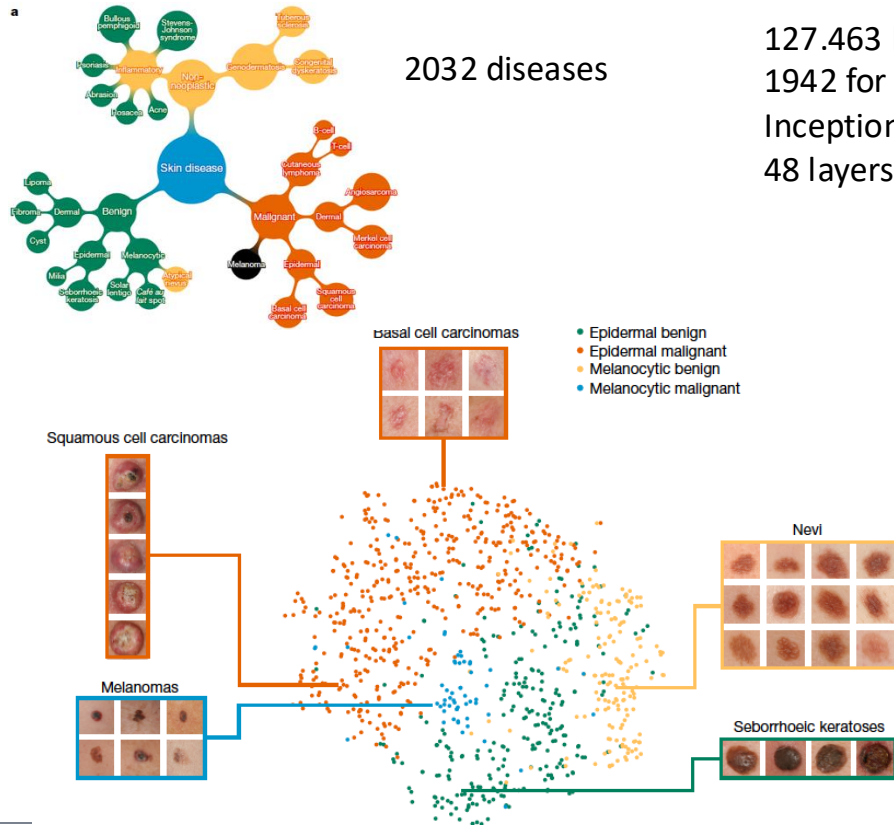 a
Bullous
pemphigoid
Stevens-
Johnson
syndrome
Tuberous
sclerosis
Psoriasis
Inflammatory
Non-
neoplastic
Genodermatosis
Congenital
dyskeratosis
Abrasion
Rosacea
Acne
2032 diseases
127.463
1942 for
Inception
48 layers
Skin disease
B-cell
T-cell
Cutaneous
lymphoma
Angiosarcoma
Lipoma
Fibroma
Dermal
Benign
Malignant
Dermal
Cyst
Merkel cell
carcinoma
Epidermal
Melanocytic
Melanoma
Epidermal
Milia
Seborrhoeic
keratosis
Solar
lentigo
Café au
lait spot
Atypical
nevus
Basal cell
carcinoma
Squamous
cell
carcinoma
Basal cell carcinomas
Epidermal benign
Epidermal malignant
Melanocytic benign
Melanocytic malignant
Squamous cell carcinomas
Nevi
Melanomas
Seborrhoeic keratoses